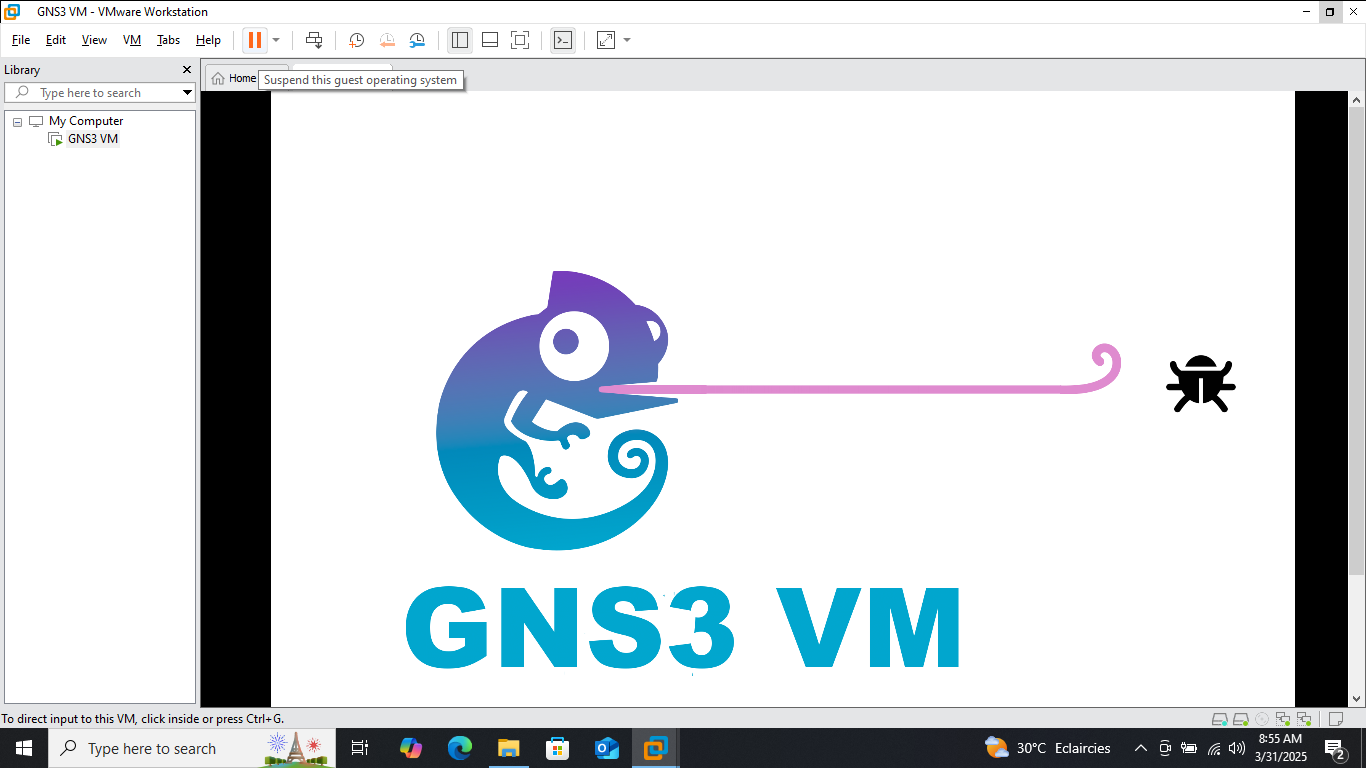 GNS3 VM - VMware Workstation
File Edit View VM Tabs Help
Library
Home
Suspend this guest operating system
Type here to search
My Computer
GNS3 VM
GNS3 VM
To direct input to this VM, click inside or press Ctrl+G.
Type here to search
30°C Eclaircies
8:55 AM
3/31/2025
2